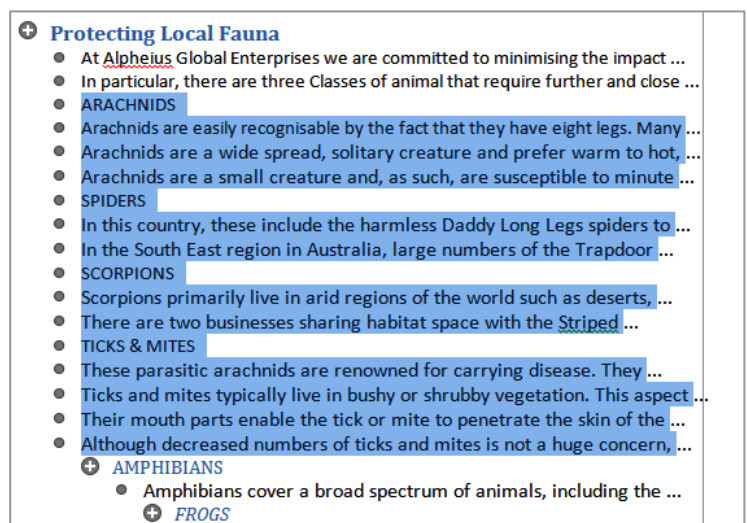 Protecting Local Fauna
At Alpheius Global Enterprises we are committed to minimising the impact ...
In particular, there are three Classes of animal that require further and close ...
ARACHNIDS
Arachnids are easily recognisable by the fact that they have eight legs. Many ...
Arachnids are a wide spread, solitary creature and prefer warm to hot, ...
Arachnids are a small creature and, as such, are susceptible to minute ...
SPIDERS
In this country, these include the harmless Daddy Long Legs spiders to ...
In the South East region in Australia, large numbers of the Trapdoor ...
SCORPIONS
Scorpions primarily live in arid regions of the world such as deserts, ...
There are two businesses sharing habitat space with the Striped ...
TICKS & MITES
These parasitic arachnids are renowned for carrying disease. They ...
Ticks and mites typically live in bushy or shrubby vegetation. This aspect ...
Their mouth parts enable the tick or mite to penetrate the skin of the ...
Although decreased numbers of ticks and mites is not a huge concern, ...
AMPHIBIANS
Amphibians cover a broad spectrum of animals, including the ...
FROGS